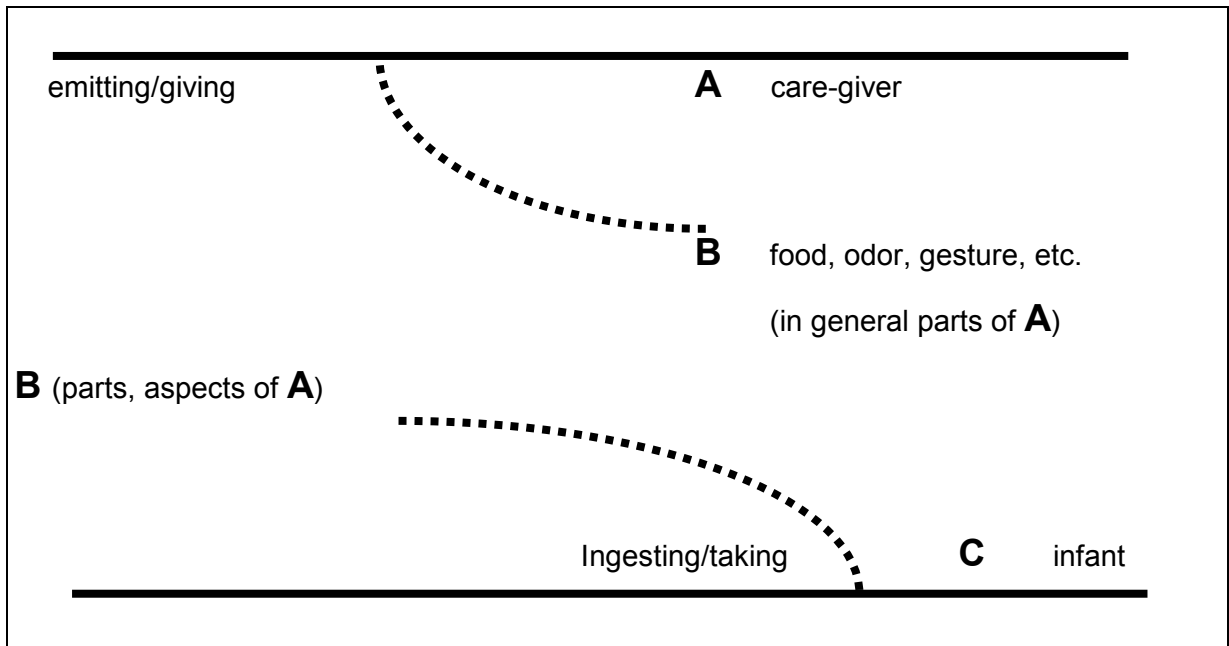 emitting/giving A care-giver
B food, odor, gesture, etc.
(in general parts of A)
B (parts, aspects of A)
Ingesting/taking C infant